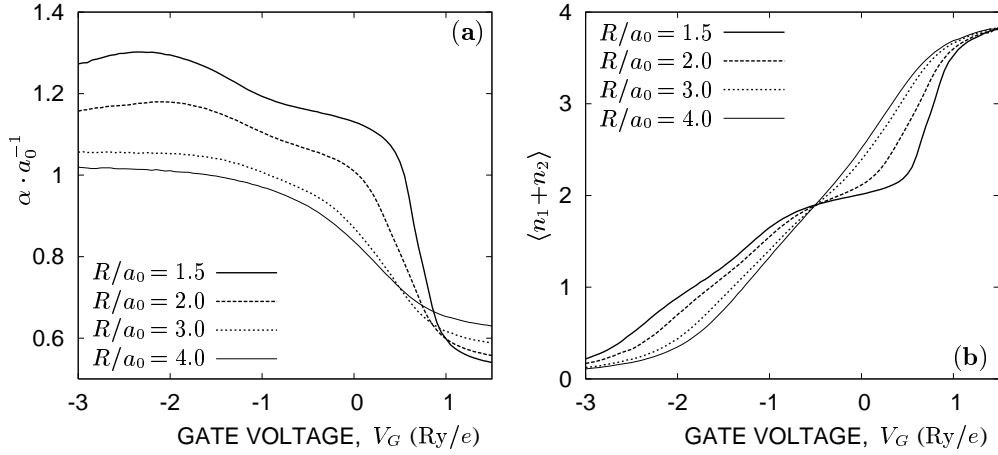 1.4
1.2
1
0.8
0.6
α · a₀⁻¹
(a)
R/a₀ = 1.5
R/a₀ = 2.0
R/a₀ = 3.0
R/a₀ = 4.0
-3 -2 -1 0 1
GATE VOLTAGE, V_G (Ry/e)
4
3
2
1
0
⟨n₁+n₂⟩
R/a₀ = 1.5
R/a₀ = 2.0
R/a₀ = 3.0
R/a₀ = 4.0
(b)
-3 -2 -1 0 1
GATE VOLTAGE, V_G (Ry/e)